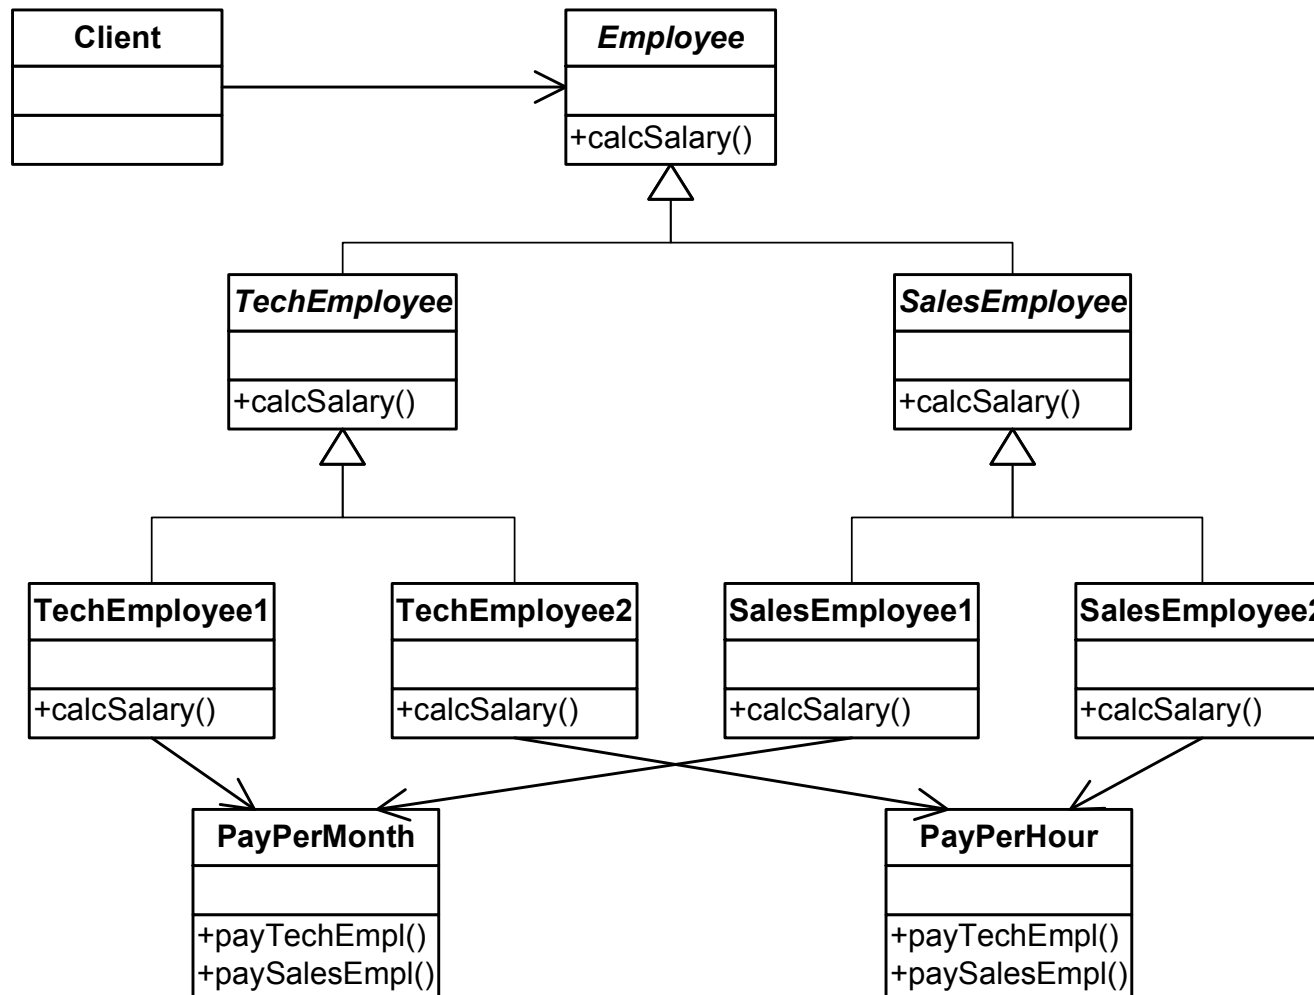 Client
Employee
+calcSalary()
TechEmployee
+calcSalary()
SalesEmployee
+calcSalary()
TechEmployee1
+calcSalary()
TechEmployee2
+calcSalary()
SalesEmployee1
+calcSalary()
SalesEmployee2
+calcSalary()
PayPerMonth
+payTechEmpl()
+paySalesEmpl()
PayPerHour
+payTechEmpl()
+paySalesEmpl()